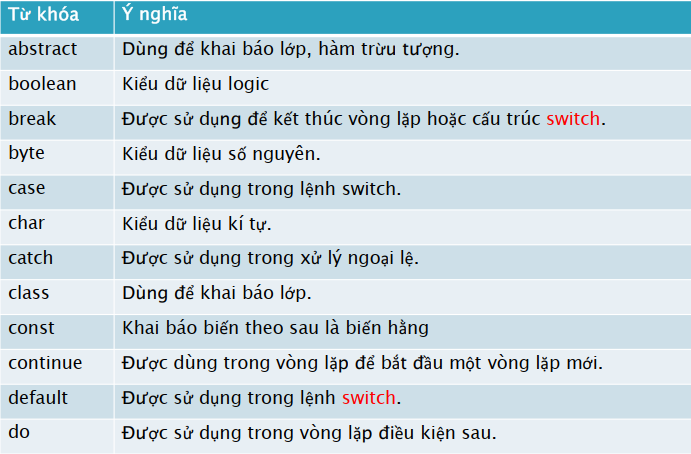 Từ khóa Ý nghĩa
abstract Dùng để khai báo lớp, hàm trừu tượng.
boolean Kiểu dữ liệu logic
break Được sử dụng để kết thúc vòng lặp hoặc cấu trúc switch.
byte Kiểu dữ liệu số nguyên.
case Được sử dụng trong lệnh switch.
char Kiểu dữ liệu kí tự.
catch Được sử dụng trong xử lý ngoại lệ.
class Dùng để khai báo lớp.
const Khai báo biến theo sau là biến hằng
continue Được dùng trong vòng lặp để bắt đầu một vòng lặp mới.
default Được sử dụng trong lệnh switch.
do Được sử dụng trong vòng lặp điều kiện sau.